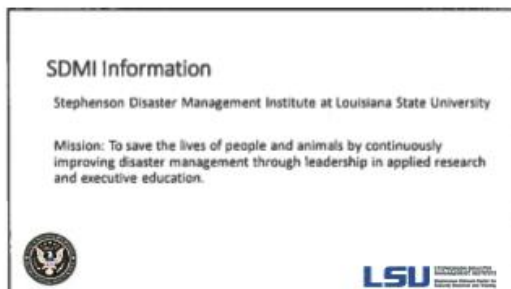 SDMI Information
Stephenson Disaster Management Institute at Louisiana State University
Mission: To save the lives of people and animals by continuously
improving disaster management through leadership in applied research
and executive education.
LSU